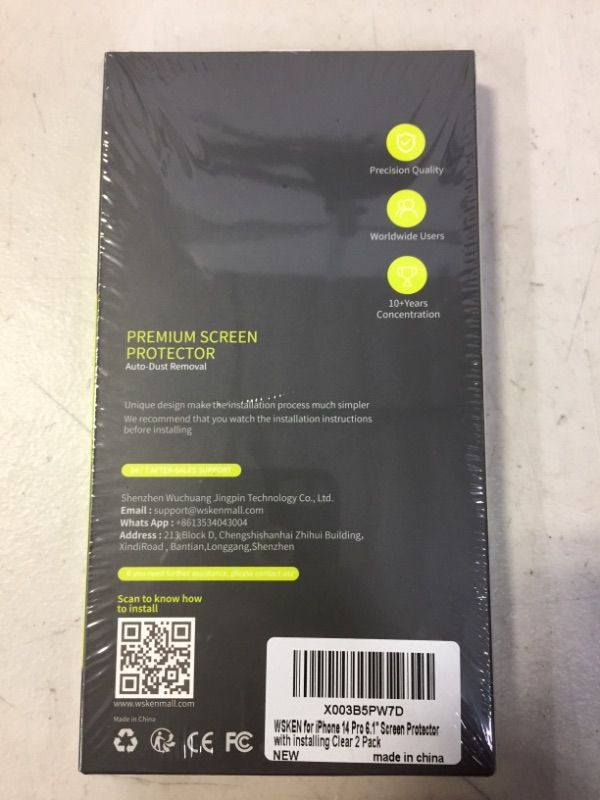 Precision Quality
Worldwide Users
10+Years
Concentration
PREMIUM SCREEN
PROTECTOR
Auto-Dust Removal
Unique design make the installation process much simpler
We recommend that you watch the installation instructions
before installing
24 / 7 AFTER-SALES SUPPORT
Shenzhen Wuchuang Jingpin Technology Co., Ltd.
Email : support@wskenmall.com
Whats App : +8613534043004
Address : 213,Block D, Chengshishanhai Zhihui Building,
XindiRoad , Bantian,Longgang,Shenzhen
If you need further assistance, please contact us!
Scan to know how
to install
www.wskenmall.com
Made in China
CE FC
X003B5PW7D
WSKEN for iPhone 14 Pro 6.1" Screen Protector
with Installing Clear 2 Pack
NEW made in china